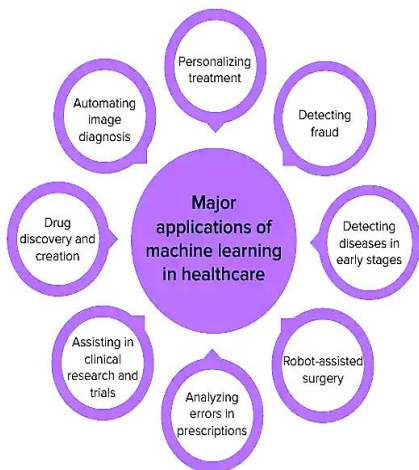 Personalizing
treatment
Detecting
fraud
Detecting
diseases in
early stages
Robot-assisted
surgery
Analyzing
errors in
prescriptions
Assisting in
clinical
research and
trials
Drug
discovery and
creation
Automating
image
diagnosis
Major
applications of
machine learning
in healthcare